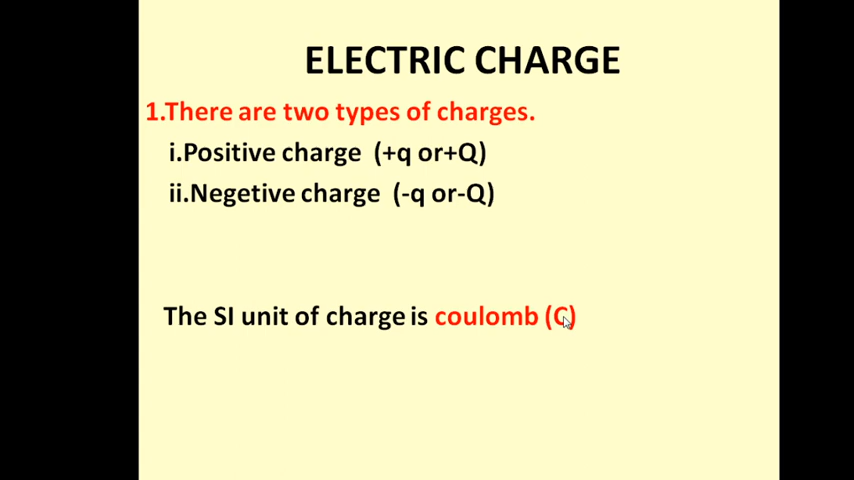 ELECTRIC CHARGE
1.There are two types of charges.
i.Positive charge (+q or+Q)
ii.Negetive charge (-q or-Q)
The SI unit of charge is coulomb (C)